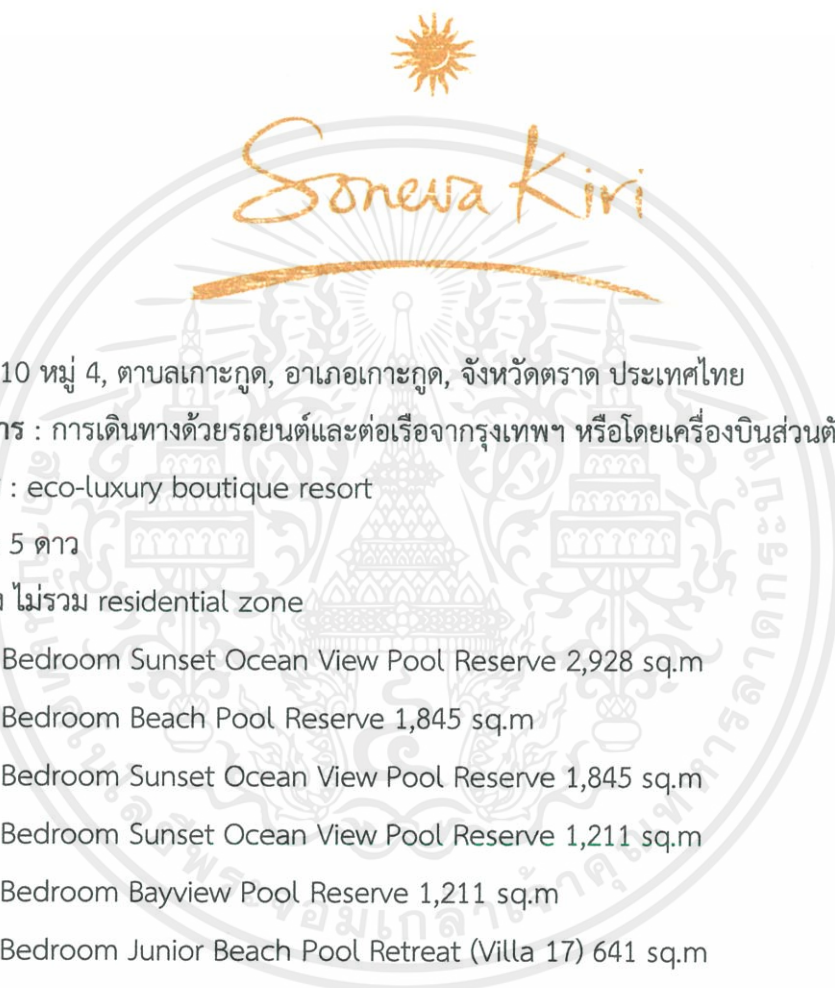 Soneva Kiri
10 หมู่ 4, ตาบลเกาะกูด, อาเภอเกาะกูด, จังหวัดตราด ประเทศไทย
: การเดินทางด้วยรถยนต์และต่อเรือจากกรุงเทพฯ หรือโดยเครื่องบินส่วน
: eco-luxury boutique resort
5 ดาว
ไม่รวม residential zone
Bedroom Sunset Ocean View Pool Reserve 2,928 sq.m
Bedroom Beach Pool Reserve 1,845 sq.m
Bedroom Sunset Ocean View Pool Reserve 1,845 sq.m
Bedroom Sunset Ocean View Pool Reserve 1,211 sq.m
Bedroom Bayview Pool Reserve 1,211 sq.m
Bedroom Junior Beach Pool Retreat (Villa 17) 641 sq.m